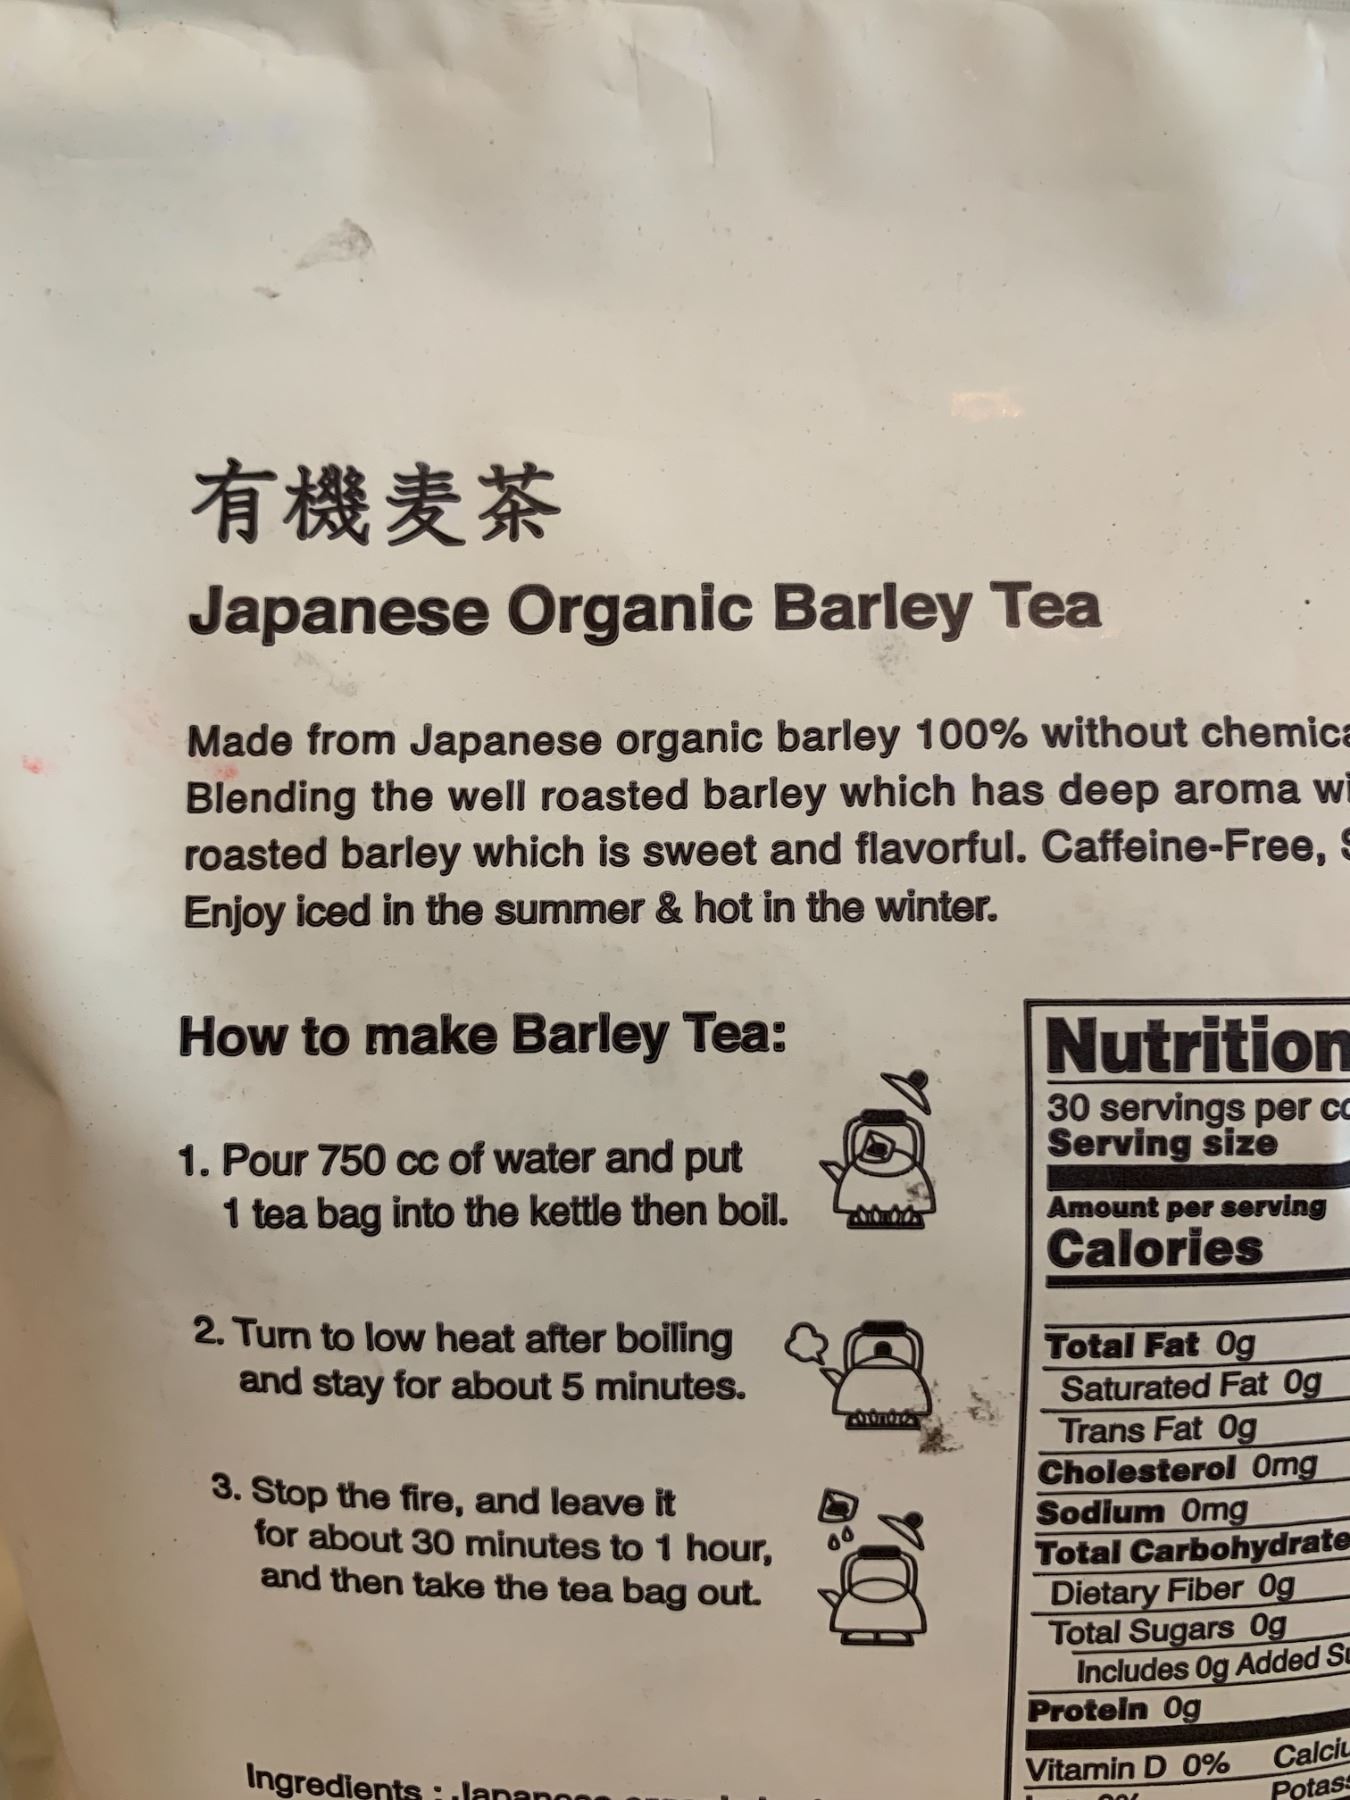 有機麦茶
Japanese Organic Barley Tea
Made from Japanese organic barley 100% without
Blending the well roasted barley which has deep aroma
roasted barley which is sweet and flavorful. Caffeine-Free,
Enjoy iced in the summer & hot in the winter.
How to make Barley Tea:
1. Pour 750 cc of water and put
1 tea bag into the kettle then boil.
2. Turn to low heat after boiling
and stay for about 5 minutes.
3. Stop the fire, and leave it
for about 30 minutes to 1 hour,
and then take the tea bag out.
Ingredients :
Nutrition
30 servings per
Serving size
Amount per serving
Calories
Total Fat 0g
Saturated Fat 0g
Trans Fat 0g
Cholesterol 0mg
Sodium 0mg
Total Carbohydrate
Dietary Fiber 0g
Total Sugars 0g
Includes 0g Added
Protein 0g
Vitamin D 0%